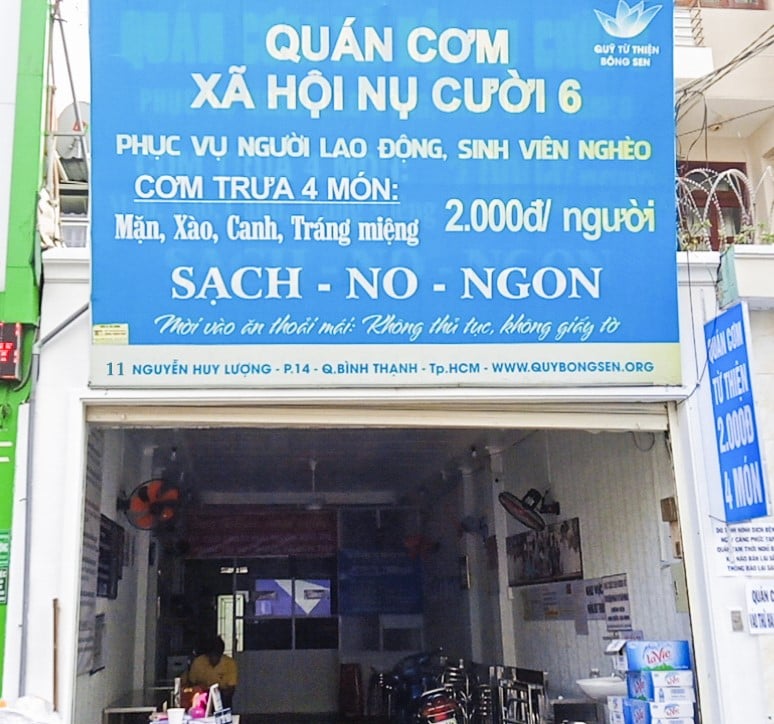 QUỸ TỪ THIỆN
BÔNG SEN
QUÁN CƠM
XÃ HỘI NỤ CƯỜI 6
PHỤC VỤ NGƯỜI LAO ĐỘNG, SINH VIÊN NGHÈO
CƠM TRƯA 4 MÓN:
Mặn, Xào, Canh, Tráng miệng
2.000đ/ người
SẠCH - NO - NGON
Mời vào ăn thoải mái: Không thủ tục, không giấy tờ
11 NGUYỄN HUY LƯỢNG - P.14 - Q.BÌNH THẠNH - Tp.HCM - WWW.QUYBONGSEN.ORG
QUÁN CƠM
TỪ THIỆN
2.000Đ
4 MÓN
QUÁN
LaVie